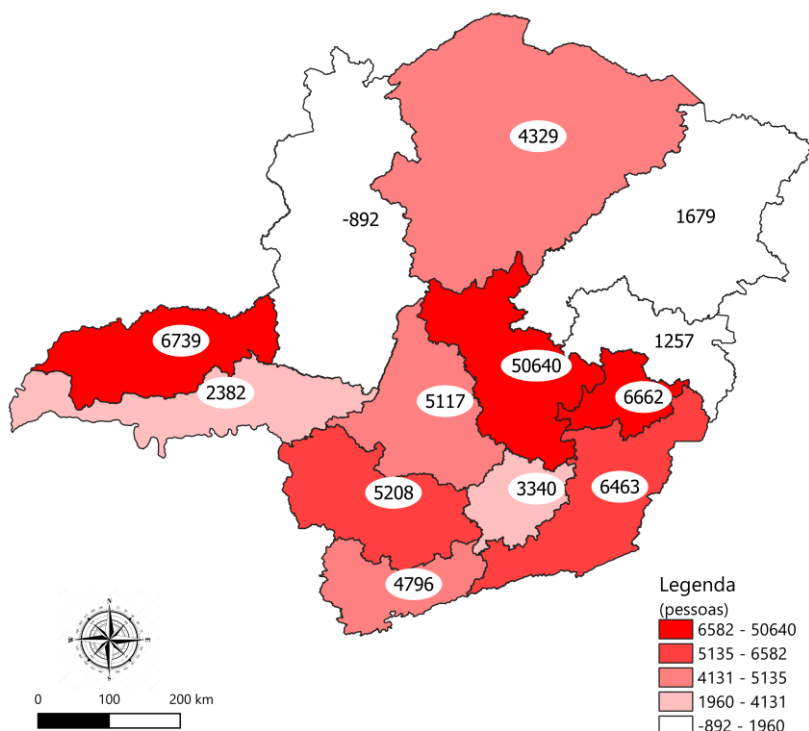 4329
1679
-892
6739
1257
50640
2382
5117
6662
5208
3340
6463
4796
Legenda
(pessoas)
6582 - 50640
5135 - 6582
4131 - 5135
1960 - 4131
-892 - 1960
N
W
E
S
0 100 200 km